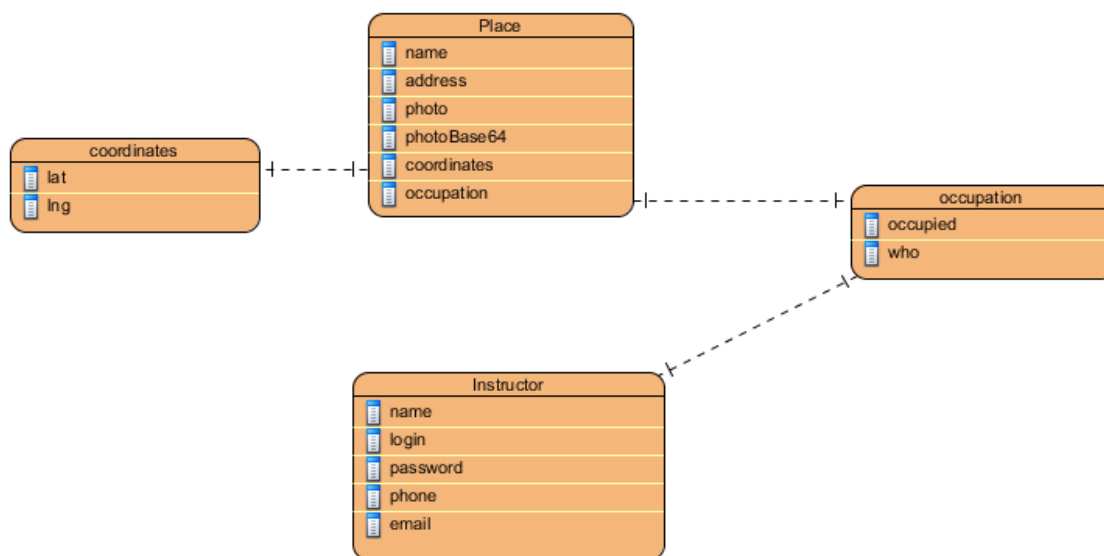 Place
name
address
photo
photoBase64
coordinates
occupation
coordinates
lat
lng
occupation
occupied
who
Instructor
name
login
password
phone
email